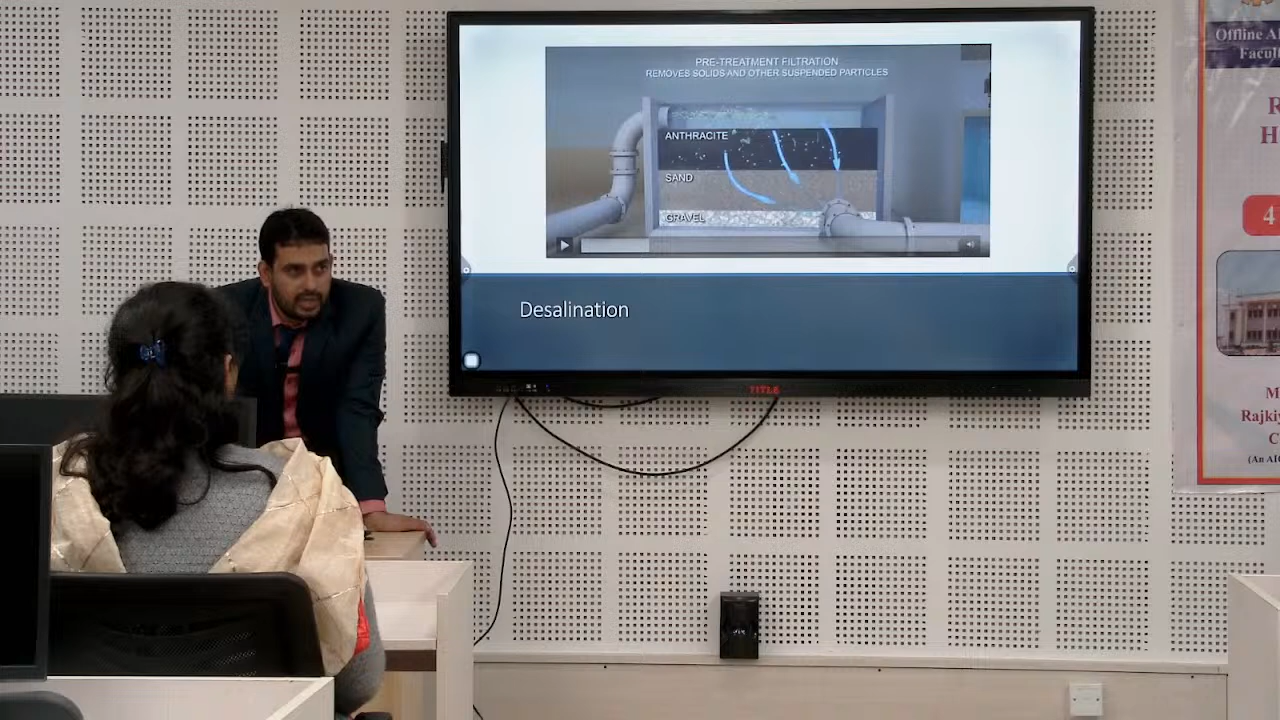 PRE-TREATMENT FILTRATION
REMOVES SOLIDS AND OTHER SUSPENDED PARTICLES
ANTHRACITE
SAND
GRAVEL
Desalination
TITLE
Offline
Facul
R
H
4
M
Rajkiy
C
(An AI